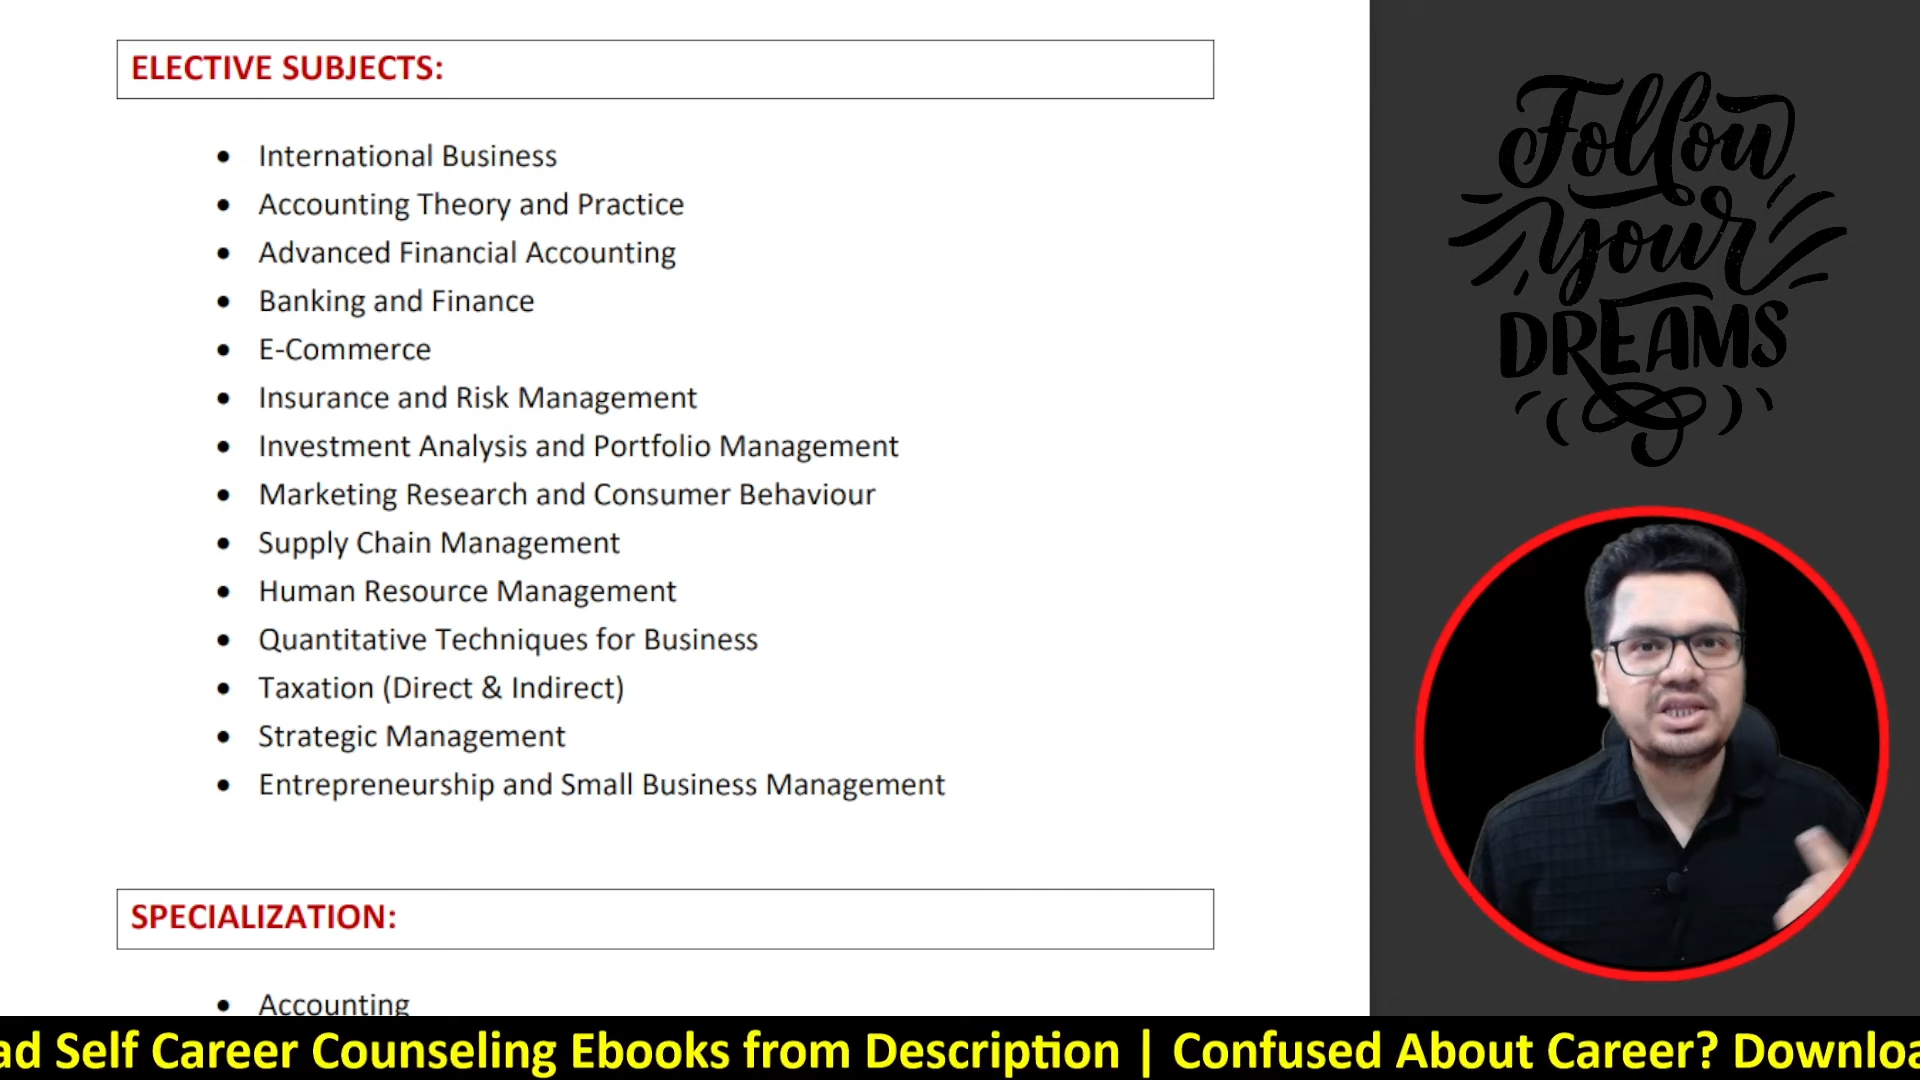 ELECTIVE SUBJECTS:
• International Business
• Accounting Theory and Practice
• Advanced Financial Accounting
• Banking and Finance
• E-Commerce
• Insurance and Risk Management
• Investment Analysis and Portfolio Management
• Marketing Research and Consumer Behaviour
• Supply Chain Management
• Human Resource Management
• Quantitative Techniques for Business
• Taxation (Direct & Indirect)
• Strategic Management
• Entrepreneurship and Small Business Management
SPECIALIZATION:
• Accounting
Follow
Your
DREAMS
ad Self Career Counseling Ebooks from Description | Confused About Career? Downloa